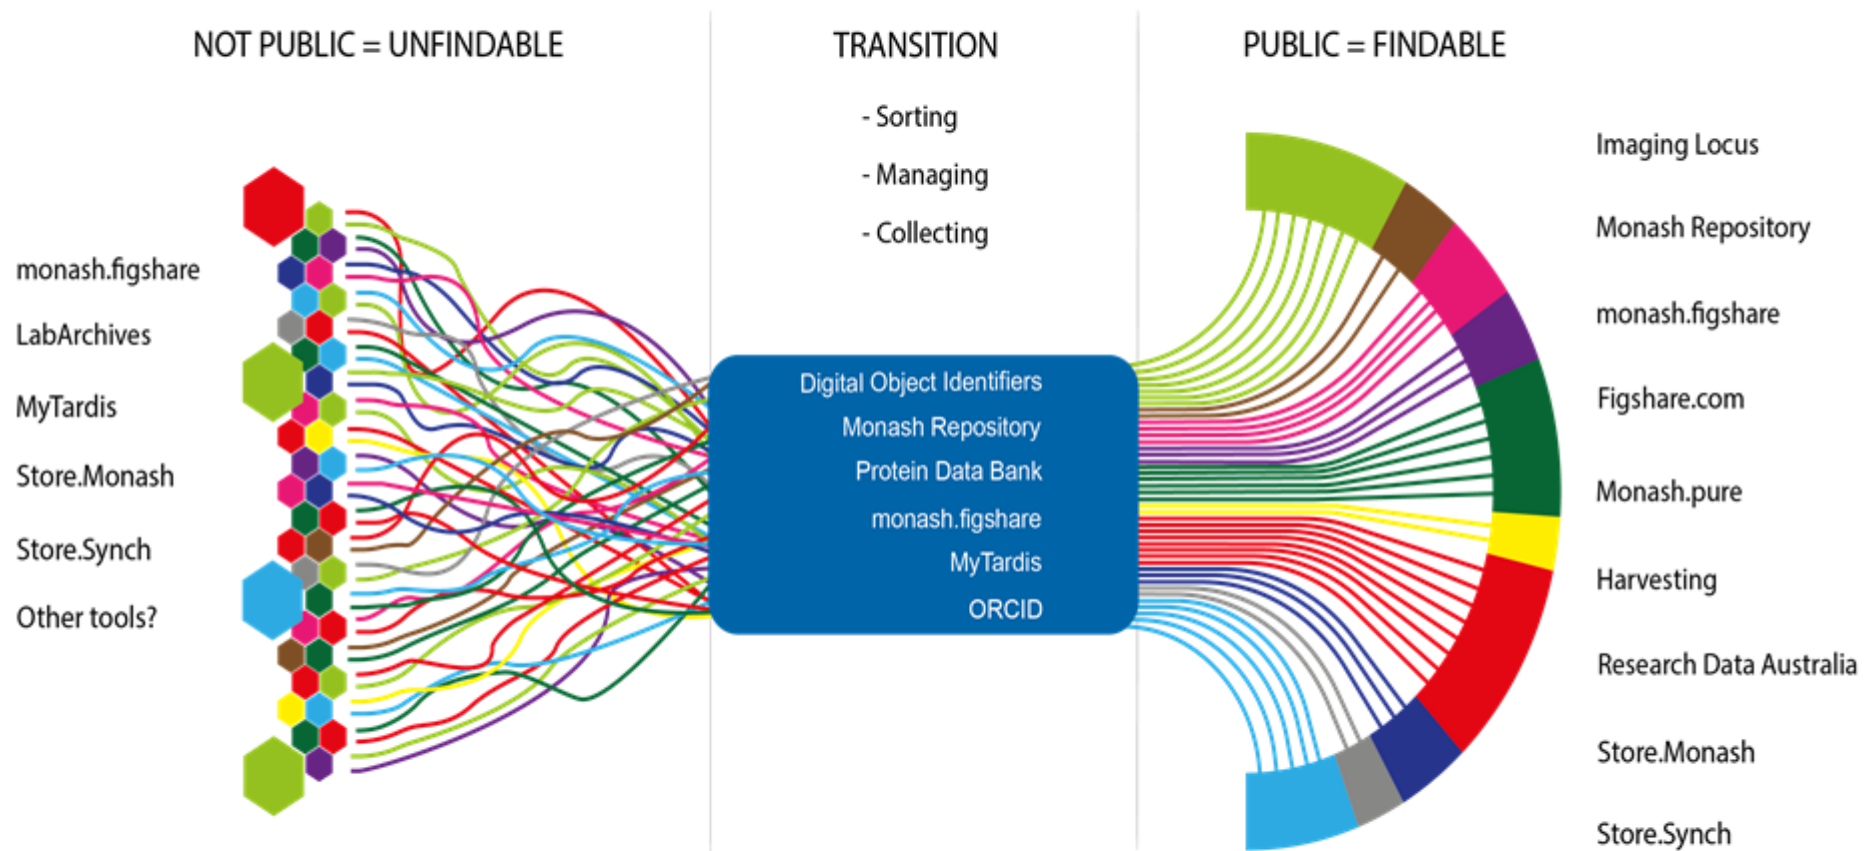 NOT PUBLIC = UNFINDABLE
monash.figshare
LabArchives
MyTardis
Store.Monash
Store.Synch
Other tools?
TRANSITION
- Sorting
- Managing
- Collecting
Digital Object Identifiers
Monash Repository
Protein Data Bank
monash.figshare
MyTardis
ORCID
PUBLIC = FINDABLE
Imaging Locus
Monash Repository
monash.figshare
Figshare.com
Monash.pure
Harvesting
Research Data Australia
Store.Monash
Store.Synch